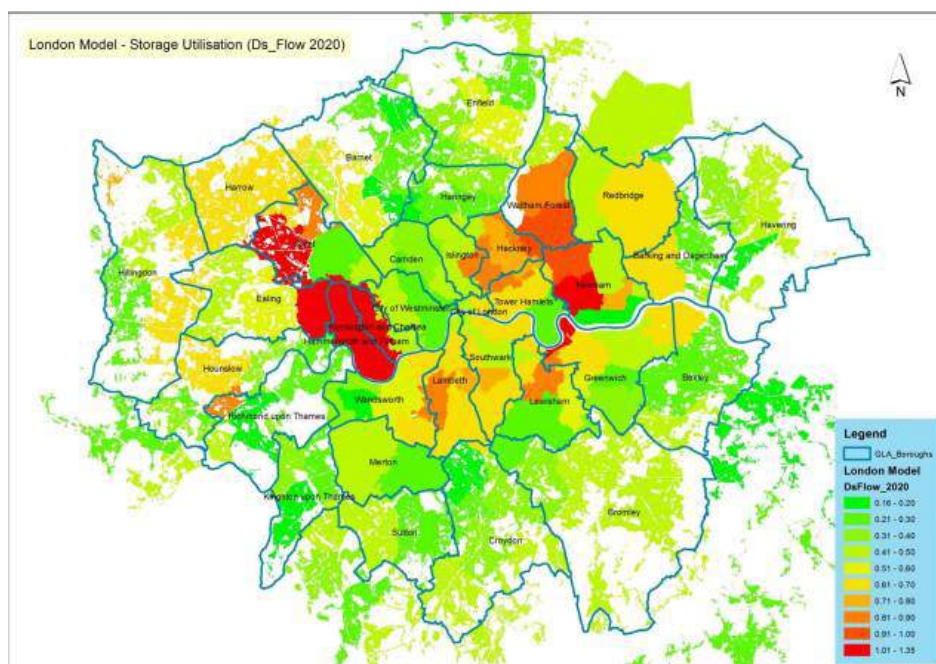 London Model - Storage Utilisation (Ds_Flow 2020)
N
Enfield
Barnet
Harrow
Haringey
Waltham Forest
Redbridge
Havering
Hillingdon
Camden
Islington
Hackney
Barking and Dagenham
Newham
Ealing
City of Westminster
City of London
Tower Hamlets
Kensington and Chelsea
Hammersmith and Fulham
Hounslow
Southwark
Lambeth
Greenwich
Bexley
Wandsworth
Lewisham
Richmond upon Thames
Merton
Kingston upon Thames
Sutton
Croydon
Bromley
Legend
GLA_Boroughs
London Model
DsFlow_2020
0.16 - 0.20
0.21 - 0.30
0.31 - 0.40
0.41 - 0.50
0.51 - 0.60
0.61 - 0.70
0.71 - 0.80
0.81 - 0.90
0.91 - 1.00
1.01 - 1.35